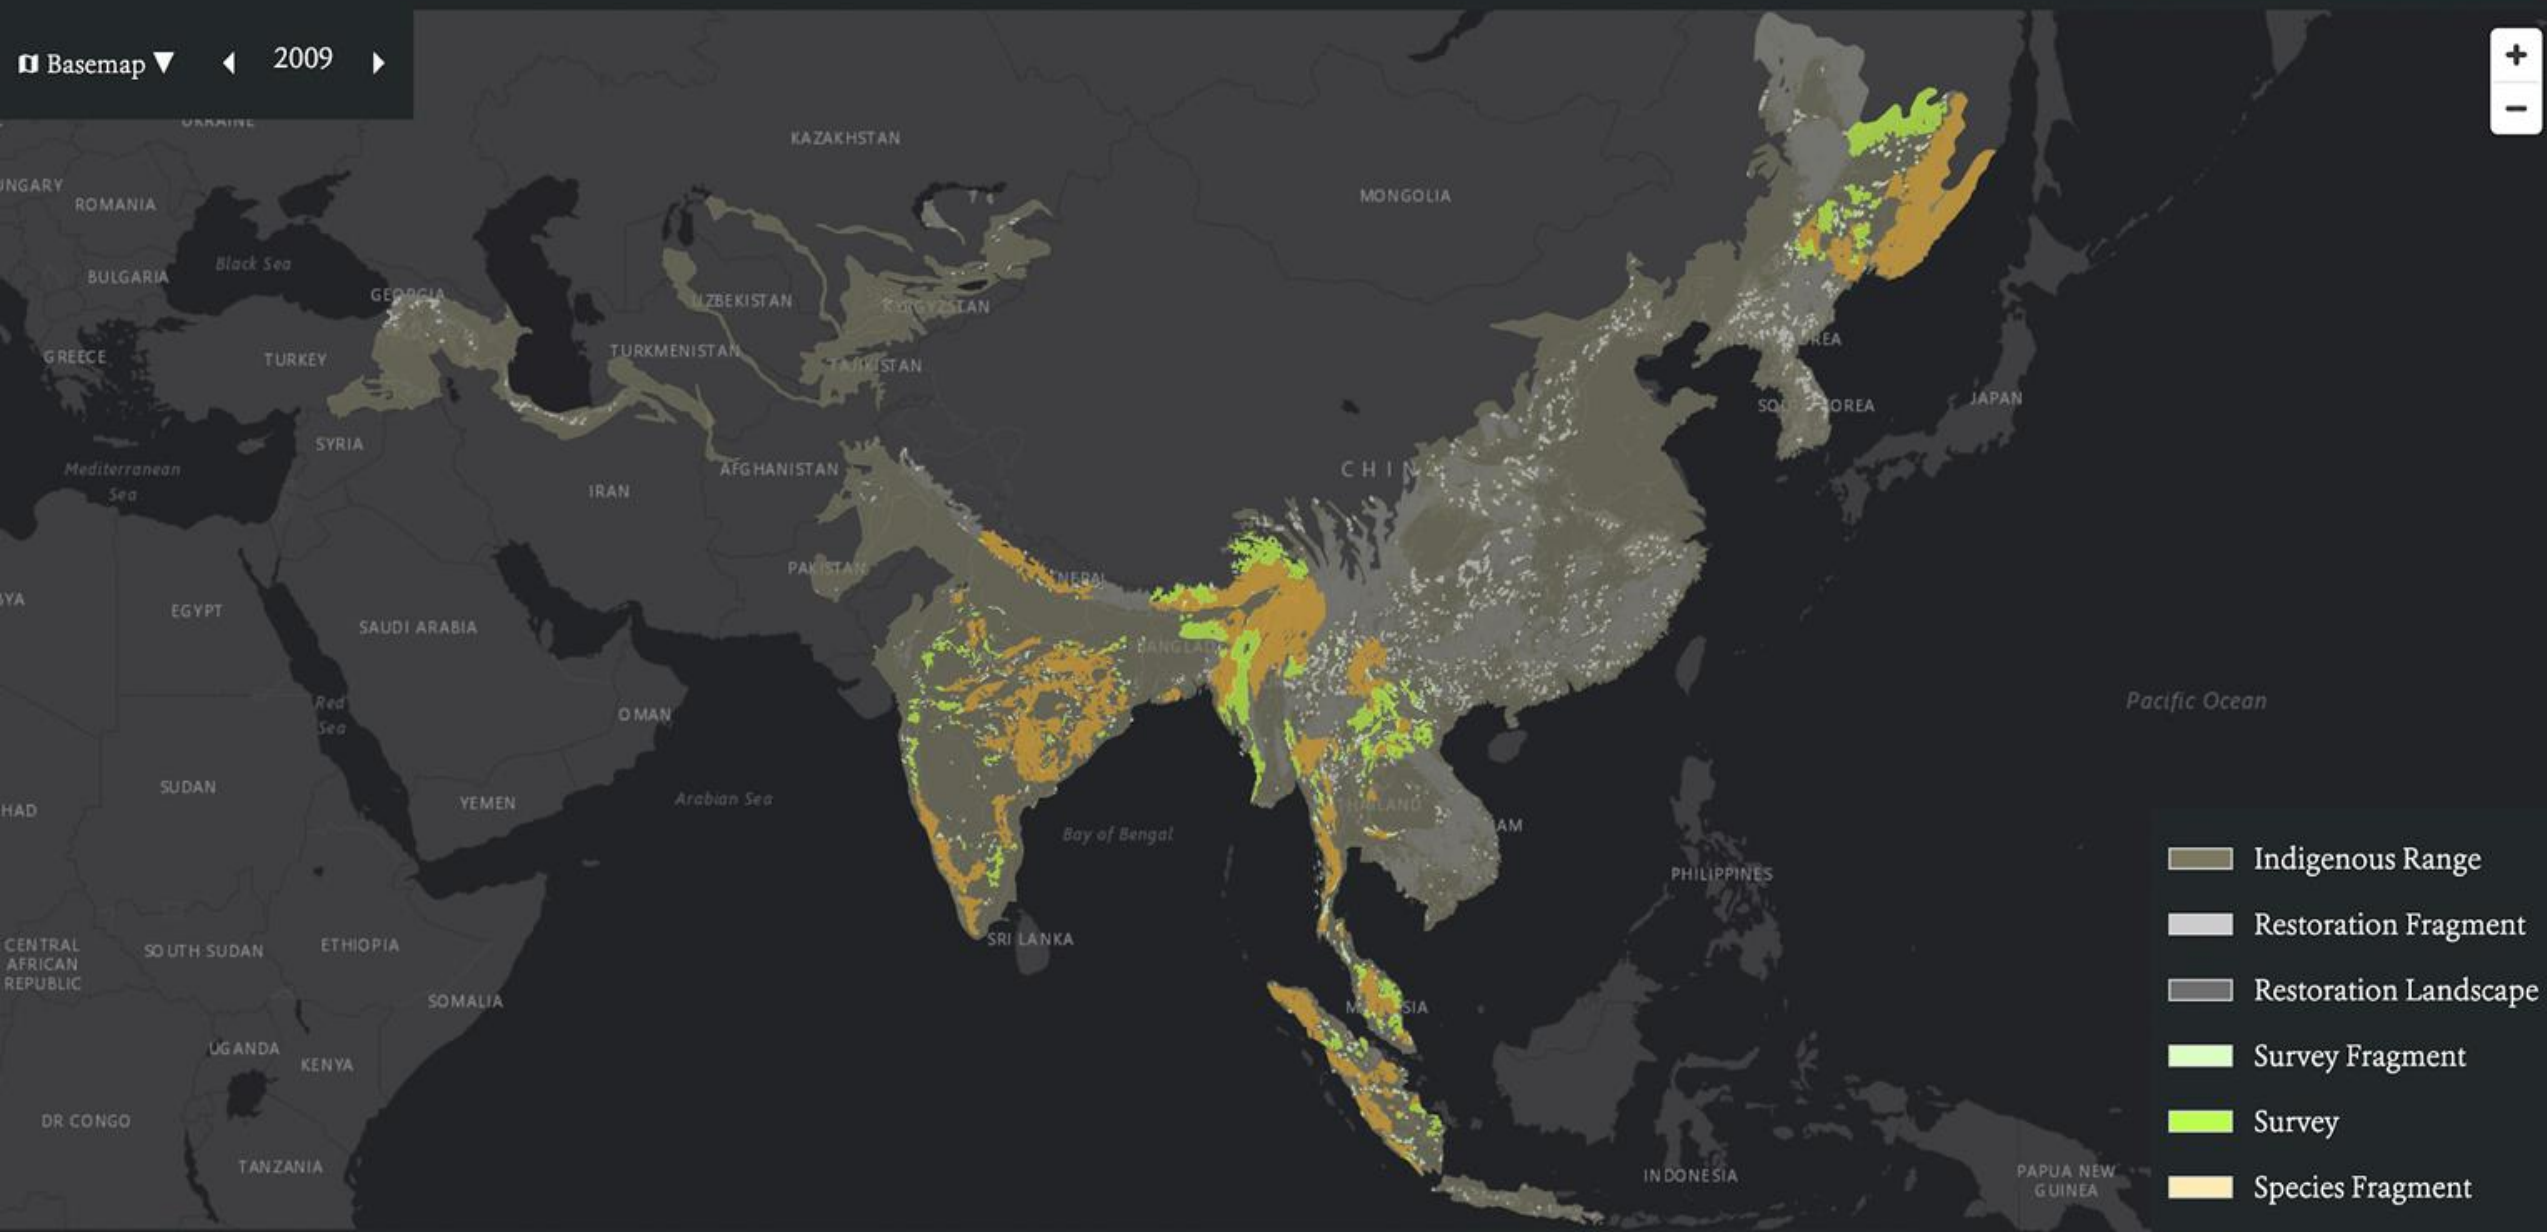 Basemap ▼ ◀ 2009 ▶
+
−
UKRAINE
KAZAKHSTAN
MONGOLIA
ROMANIA
Black Sea
BULGARIA
GEORGIA
UZBEKISTAN
KYRGYZSTAN
GREECE
TURKEY
TURKMENISTAN
TAJIKISTAN
JAPAN
SYRIA
Mediterranean
Sea
AFGHANISTAN
IRAN
PAKISTAN
NEPAL
EGYPT
SAUDI ARABIA
Red
Sea
OMAN
Pacific Ocean
SUDAN
YEMEN
Arabian Sea
THAILAND
Bay of Bengal
PHILIPPINES
SRI LANKA
CENTRAL
AFRICAN
REPUBLIC
SOUTH SUDAN
ETHIOPIA
SOMALIA
UGANDA
KENYA
DR CONGO
TANZANIA
INDONESIA
PAPUA NEW
GUINEA
Indigenous Range
Restoration Fragment
Restoration Landscape
Survey Fragment
Survey
Species Fragment